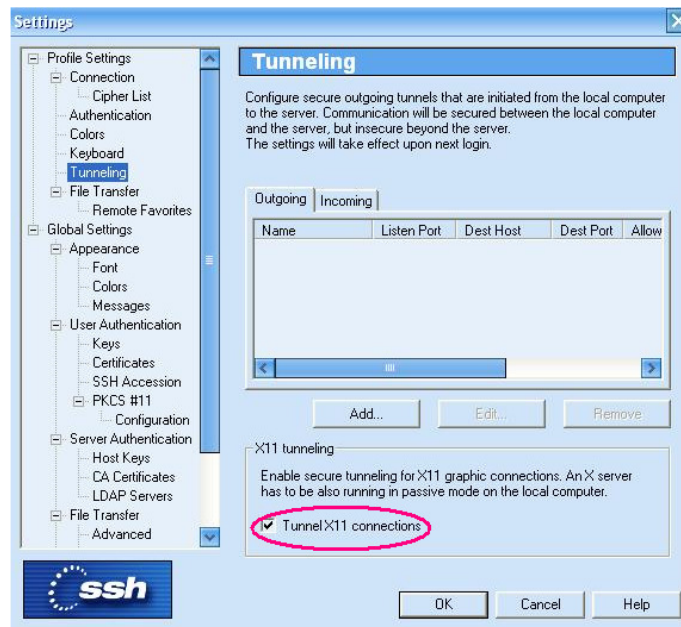 Settings
Profile Settings
Connection
Cipher List
Authentication
Colors
Keyboard
Tunneling
File Transfer
Remote Favorites
Global Settings
Appearance
Font
Colors
Messages
User Authentication
Keys
Certificates
SSH Accession
PKCS #11
Configuration
Server Authentication
Host Keys
CA Certificates
LDAP Servers
File Transfer
Advanced
ssh
Tunneling
Configure secure outgoing tunnels that are initiated from the local computer
to the server. Communication will be secured between the local computer
and the server, but insecure beyond the server.
The settings will take effect upon next login.
Outgoing Incoming
Name Listen Port Dest Host Dest Port Allow
Add... Edit... Remove
X11 tunneling
Enable secure tunneling for X11 graphic connections. An X server
has to be also running in passive mode on the local computer.
Tunnel X11 connections
OK Cancel Help